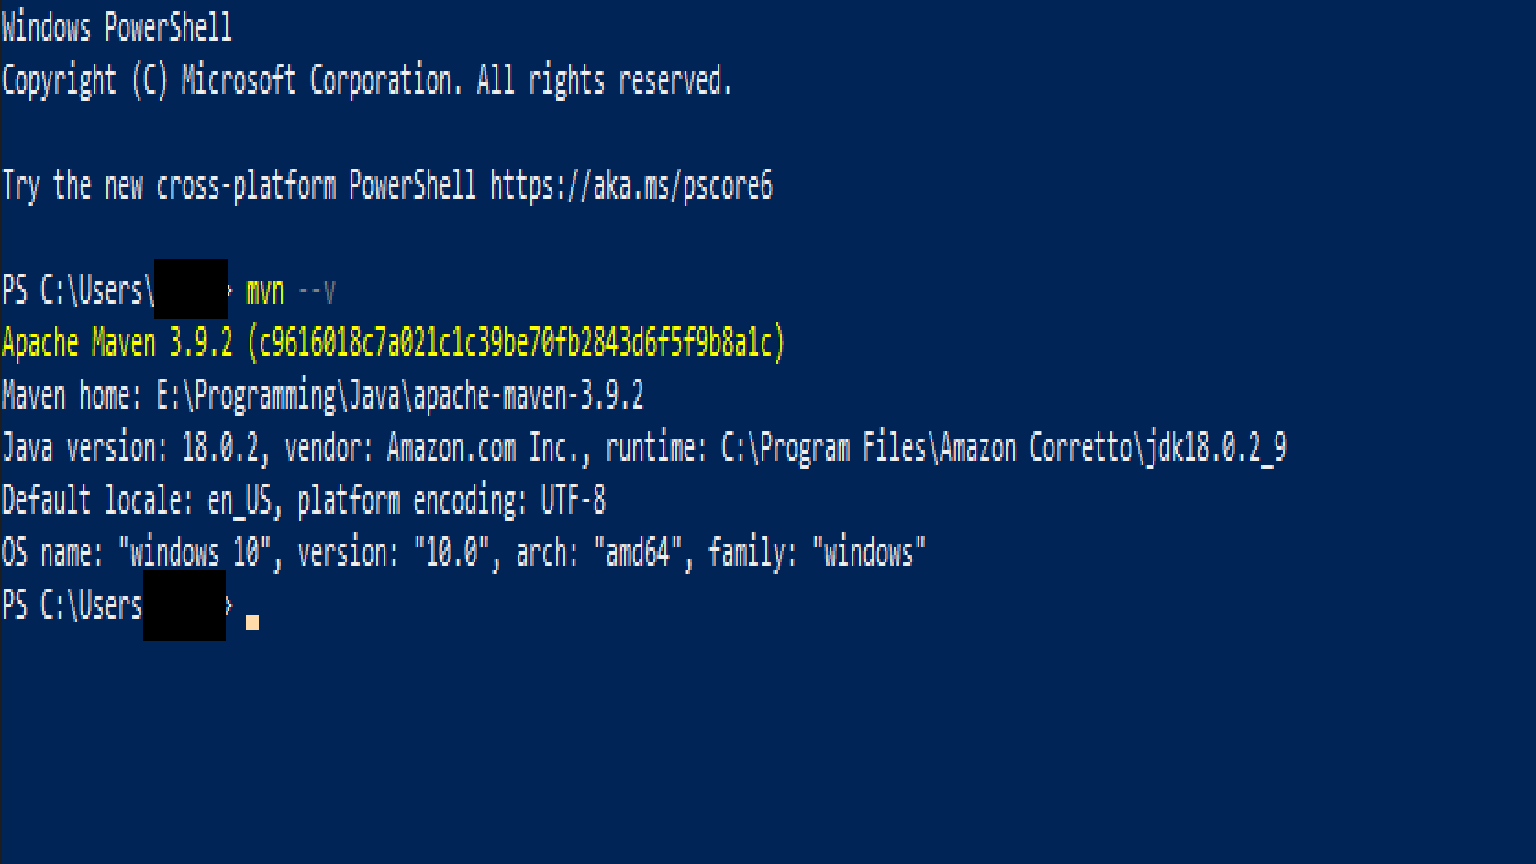 Windows PowerShell
Copyright (C) Microsoft Corporation. All rights reserved.
Try the new cross-platform PowerShell https://aka.ms/pscore6
PS C:\Users\> mvn --v
Apache Maven 3.9.2 (c9616018c7a021c1c39be70fb2843d6f5f9b8a1c)
Maven home: E:\Programming\Java\apache-maven-3.9.2
Java version: 18.0.2, vendor: Amazon.com Inc., runtime: C:\Program Files\Amazon Corretto\jdk18.0.2_9
Default locale: en_US, platform encoding: UTF-8
OS name: "windows 10", version: "10.0", arch: "amd64", family: "windows"
PS C:\Users>